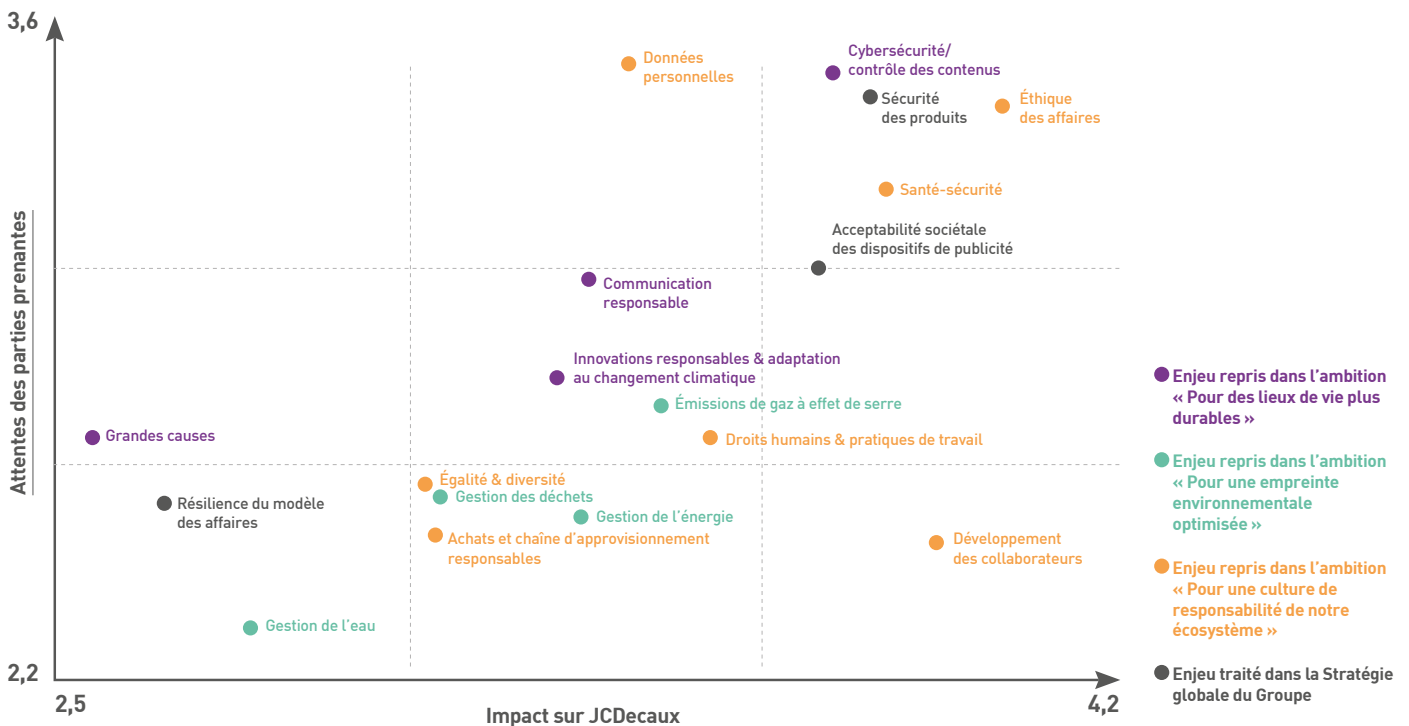 3,6
Attentes des parties prenantes
2,2
2,5
Impact sur JCDecaux
4,2
Données
personnelles
Cybersécurité/
contrôle des contenus
Sécurité
des produits
Éthique
des affaires
Santé-sécurité
Acceptabilité sociétale
des dispositifs de publicité
Communication
responsable
Innovations responsables & adaptation
au changement climatique
Émissions de gaz à effet de serre
Grandes causes
Droits humains & pratiques de travail
Égalité & diversité
Gestion des déchets
Résilience du modèle
des affaires
Gestion de l’énergie
Achats et chaîne d’approvisionnement
responsables
Développement
des collaborateurs
Gestion de l’eau
Enjeu repris dans l’ambition
« Pour des lieux de vie plus
durables »
Enjeu repris dans l’ambition
« Pour une empreinte
environnementale
optimisée »
Enjeu repris dans l’ambition
« Pour une culture de
responsabilité de notre
écosystème »
Enjeu traité dans la Stratégie
globale du Groupe